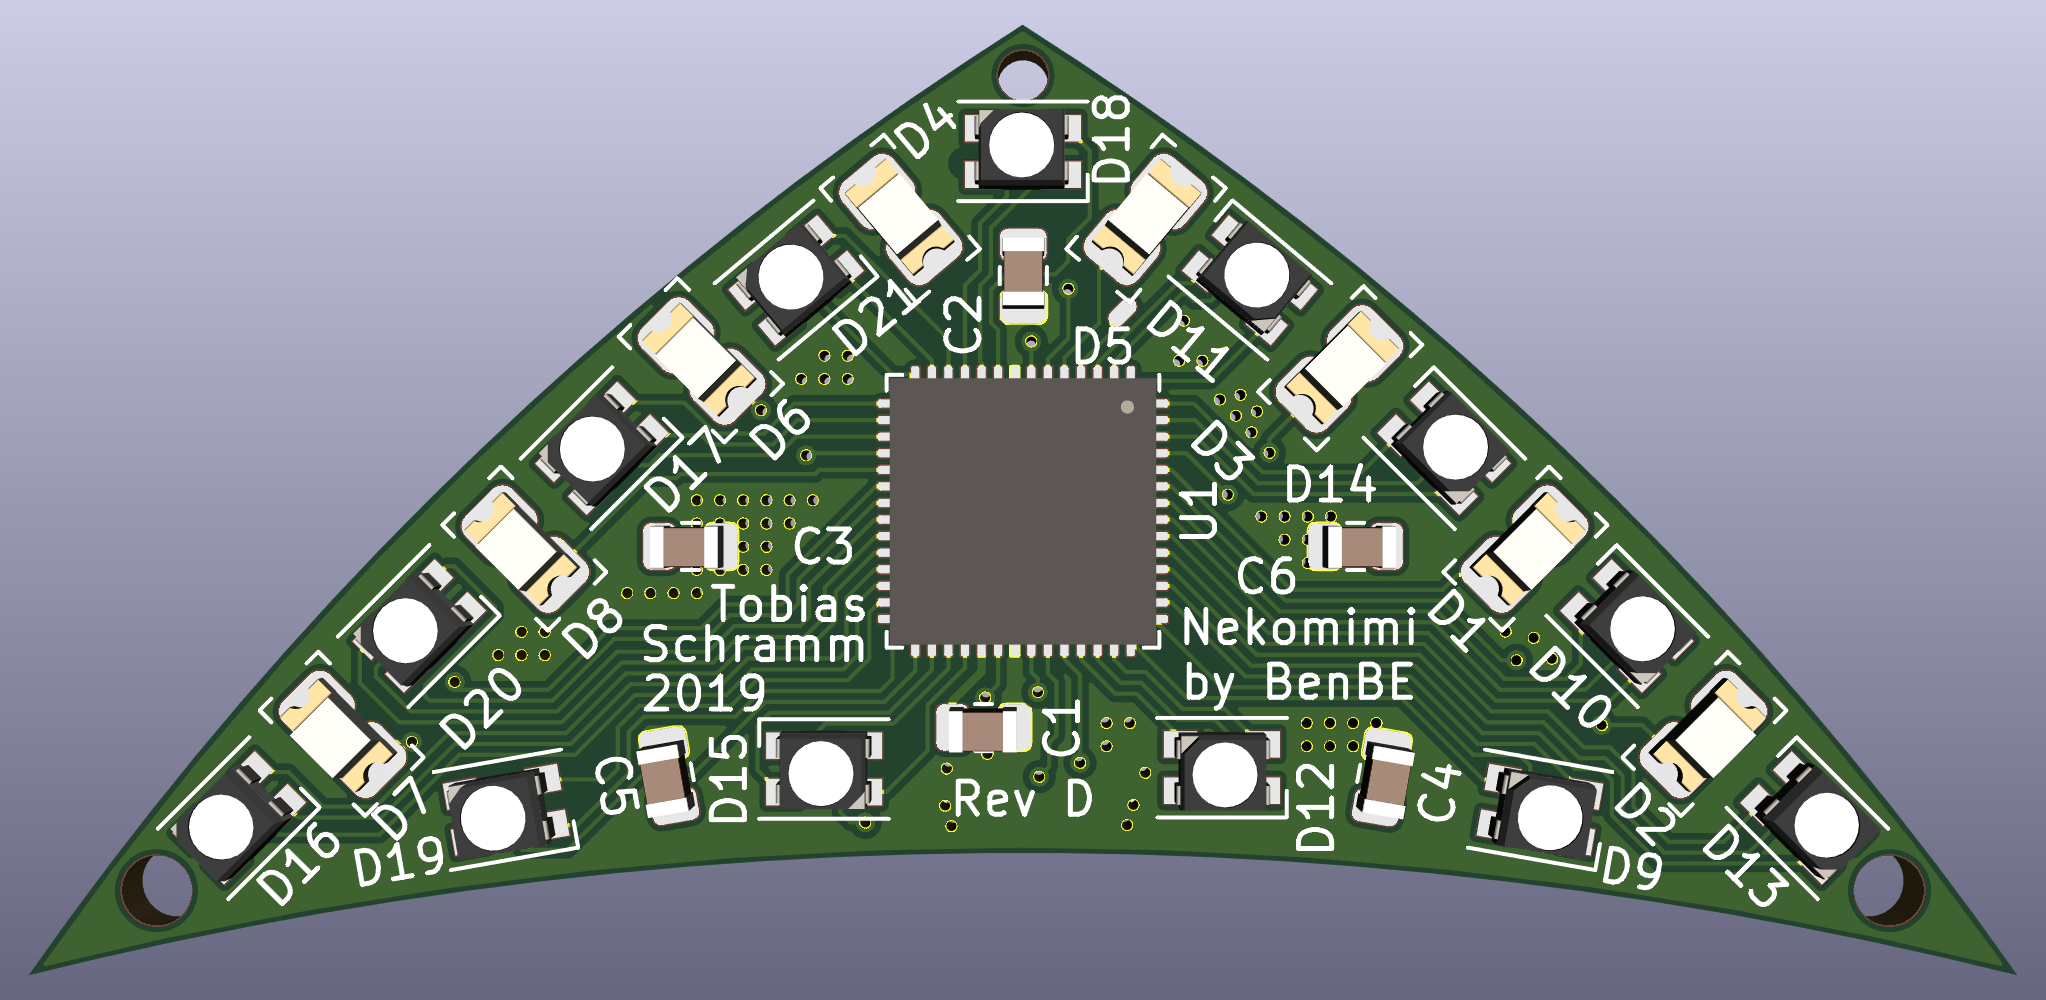 D4
D18
D21
C2
D5
D11
D6
D17
D3
D14
U1
C3
C6
D8
Tobias
Schramm
2019
Nekomimi
by BenBE
D1
D10
D20
C1
D15
C5
D7
D16
D19
Rev D
D12
C4
D2
D9
D13